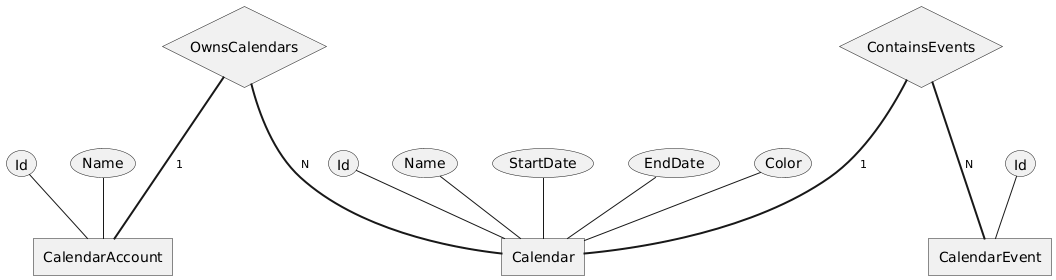 OwnsCalendars
ContainsEvents
Id
Name
1
N
Id
Name
StartDate
EndDate
Color
1
N
Id
CalendarAccount
Calendar
CalendarEvent